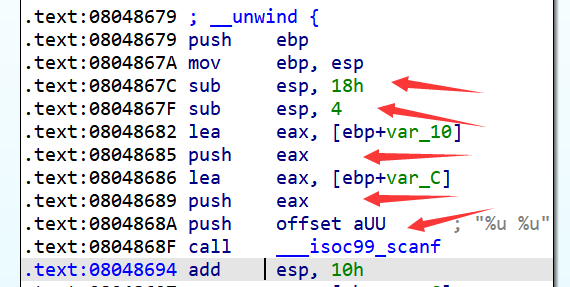 .text:08048679 ; __unwind {
.text:08048679 push ebp
.text:0804867A mov ebp, esp
.text:0804867C sub esp, 18h
.text:0804867F sub esp, 4
.text:08048682 lea eax, [ebp+var_10]
.text:08048685 push eax
.text:08048686 lea eax, [ebp+var_C]
.text:08048689 push eax
.text:0804868A push offset aUU ; "%u %u"
.text:0804868F call ___isoc99_scanf
.text:08048694 add esp, 10h